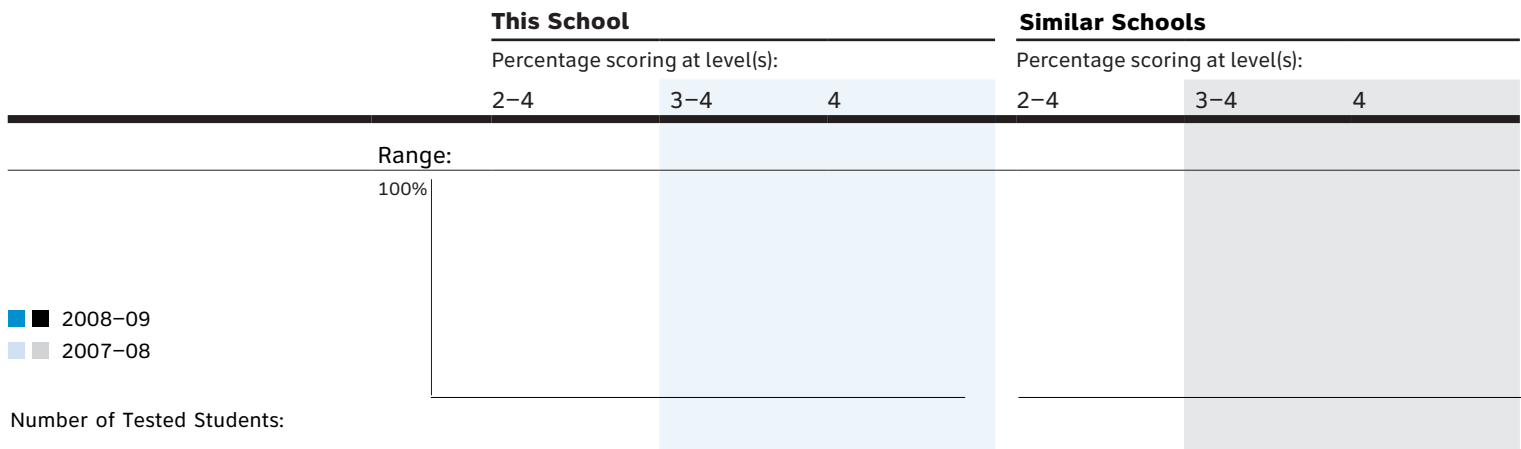 This School Similar Schools
Percentage scoring at level(s): Percentage scoring at level(s):
2–4 3–4 4 2–4 3–4 4
Range:
100%
2008–09
2007–08
Number of Tested Students: